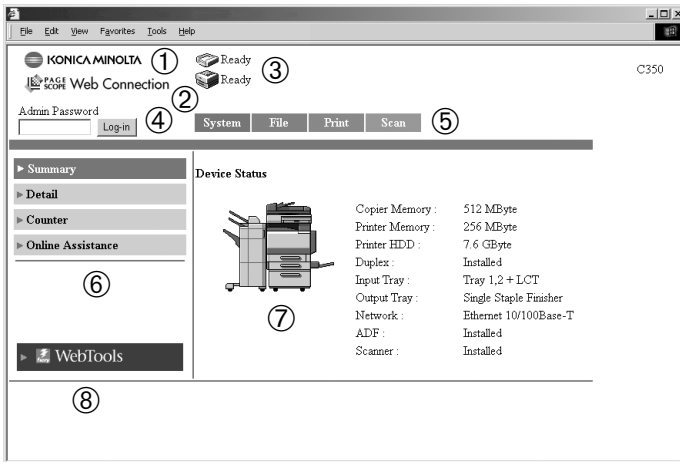 File Edit View Favorites Tools Help
KONICA MINOLTA ① Ready
PAGE SCOPE Web Connection Ready ③
C350
②
Admin Password
Log-in ④ System File Print Scan ⑤
Summary
Detail
Counter
Online Assistance
⑥
WebTools
⑧
Device Status
⑦
Copier Memory : 512 MByte
Printer Memory : 256 MByte
Printer HDD : 7.6 GByte
Duplex : Installed
Input Tray : Tray 1,2 + LCT
Output Tray : Single Staple Finisher
Network : Ethernet 10/100Base-T
ADF : Installed
Scanner : Installed